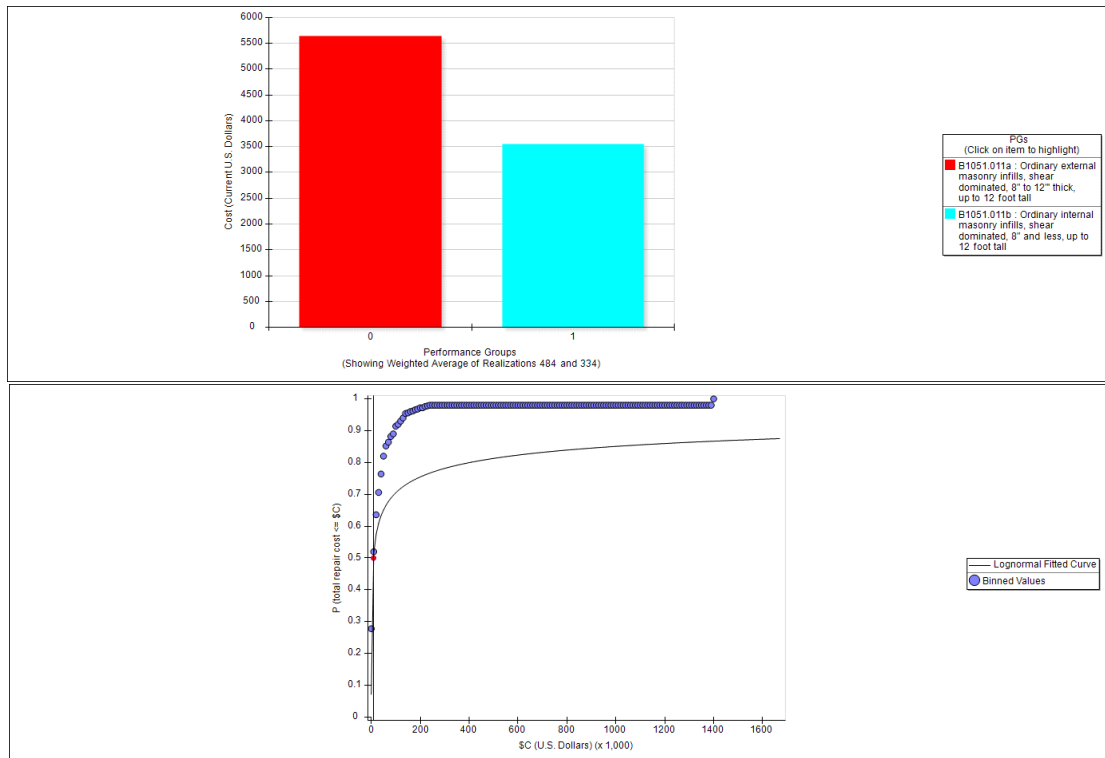 6000
5500
5000
4500
4000
3500
3000
2500
2000
1500
1000
500
0
Cost (Current U.S. Dollars)
0
1
Performance Groups
(Showing Weighted Average of Realizations 484 and 334)
PGs
(Click on item to highlight)
B1051.011a : Ordinary external
masonry infills, shear
dominated, 8" to 12"' thick,
up to 12 foot tall
B1051.011b : Ordinary internal
masonry infills, shear
dominated, 8" and less, up to
12 foot tall
1
0.9
0.8
0.7
0.6
0.5
0.4
0.3
0.2
0.1
0
P (total repair cost <= $C)
0
200
400
600
800
1000
1200
1400
1600
$C (U.S. Dollars) (x 1,000)
Lognormal Fitted Curve
Binned Values